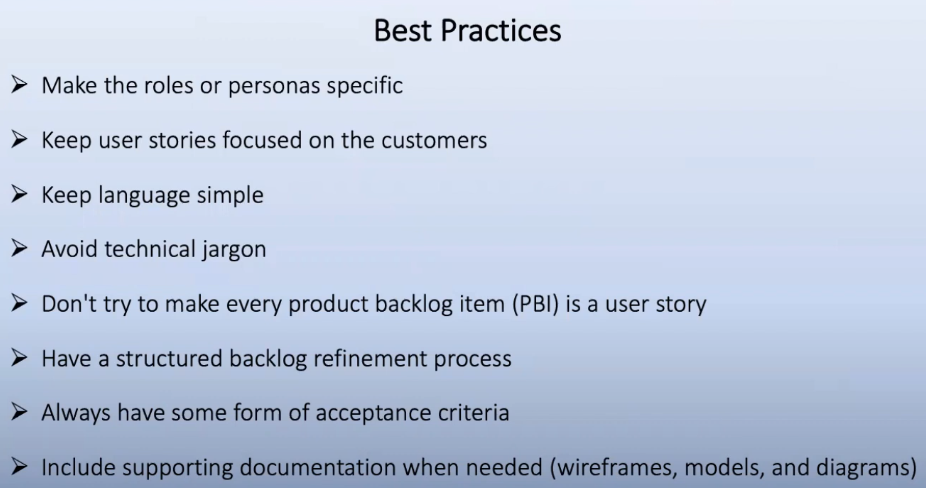 Best Practices
➢ Make the roles or personas specific
➢ Keep user stories focused on the customers
➢ Keep language simple
➢ Avoid technical jargon
➢ Don't try to make every product backlog item (PBI) is a user story
➢ Have a structured backlog refinement process
➢ Always have some form of acceptance criteria
➢ Include supporting documentation when needed (wireframes, models, and diagrams)